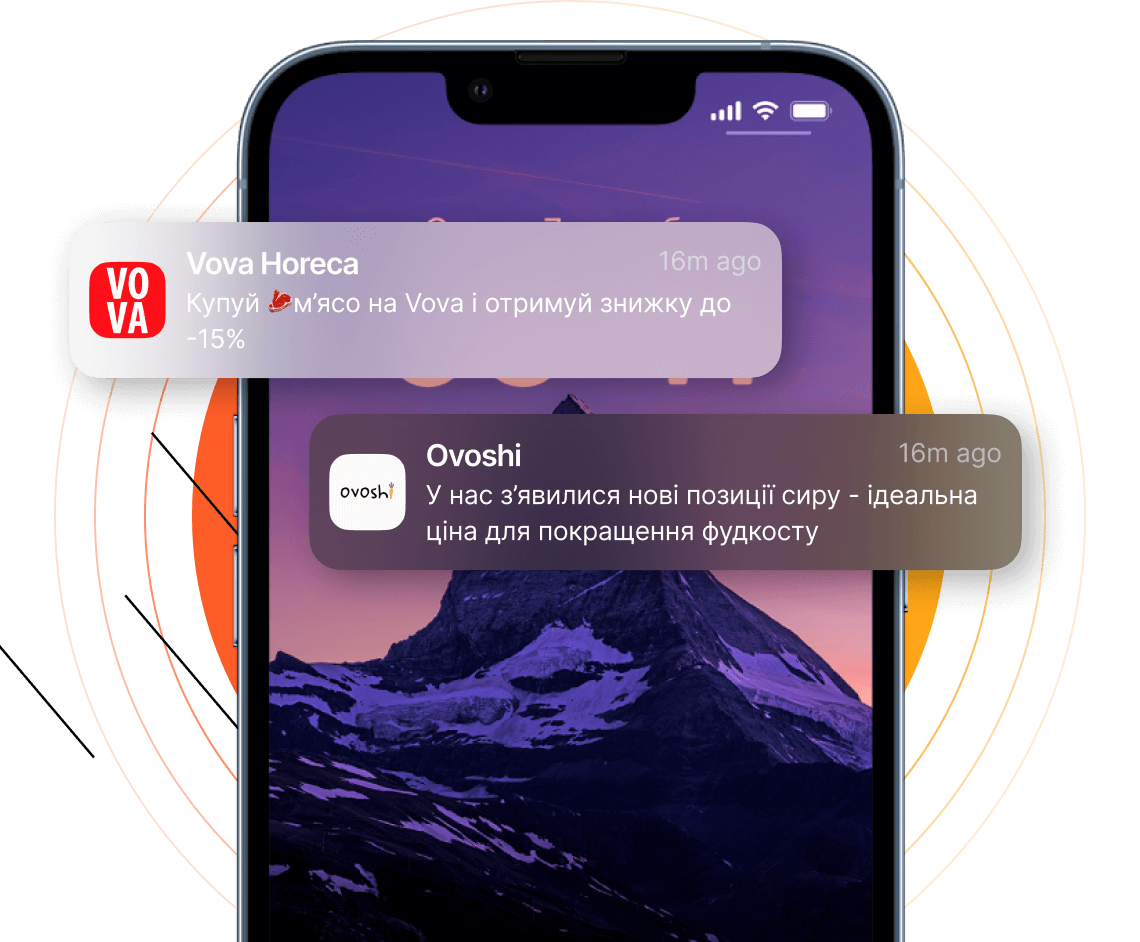 Vova Horeca
16m ago
VO
VA
Купуй м’ясо на Vova і отримуй знижку до
-15%
Ovoshi
16m ago
ovoshi
У нас з’явилися нові позиції сиру - ідеальна
ціна для покращення фудкосту